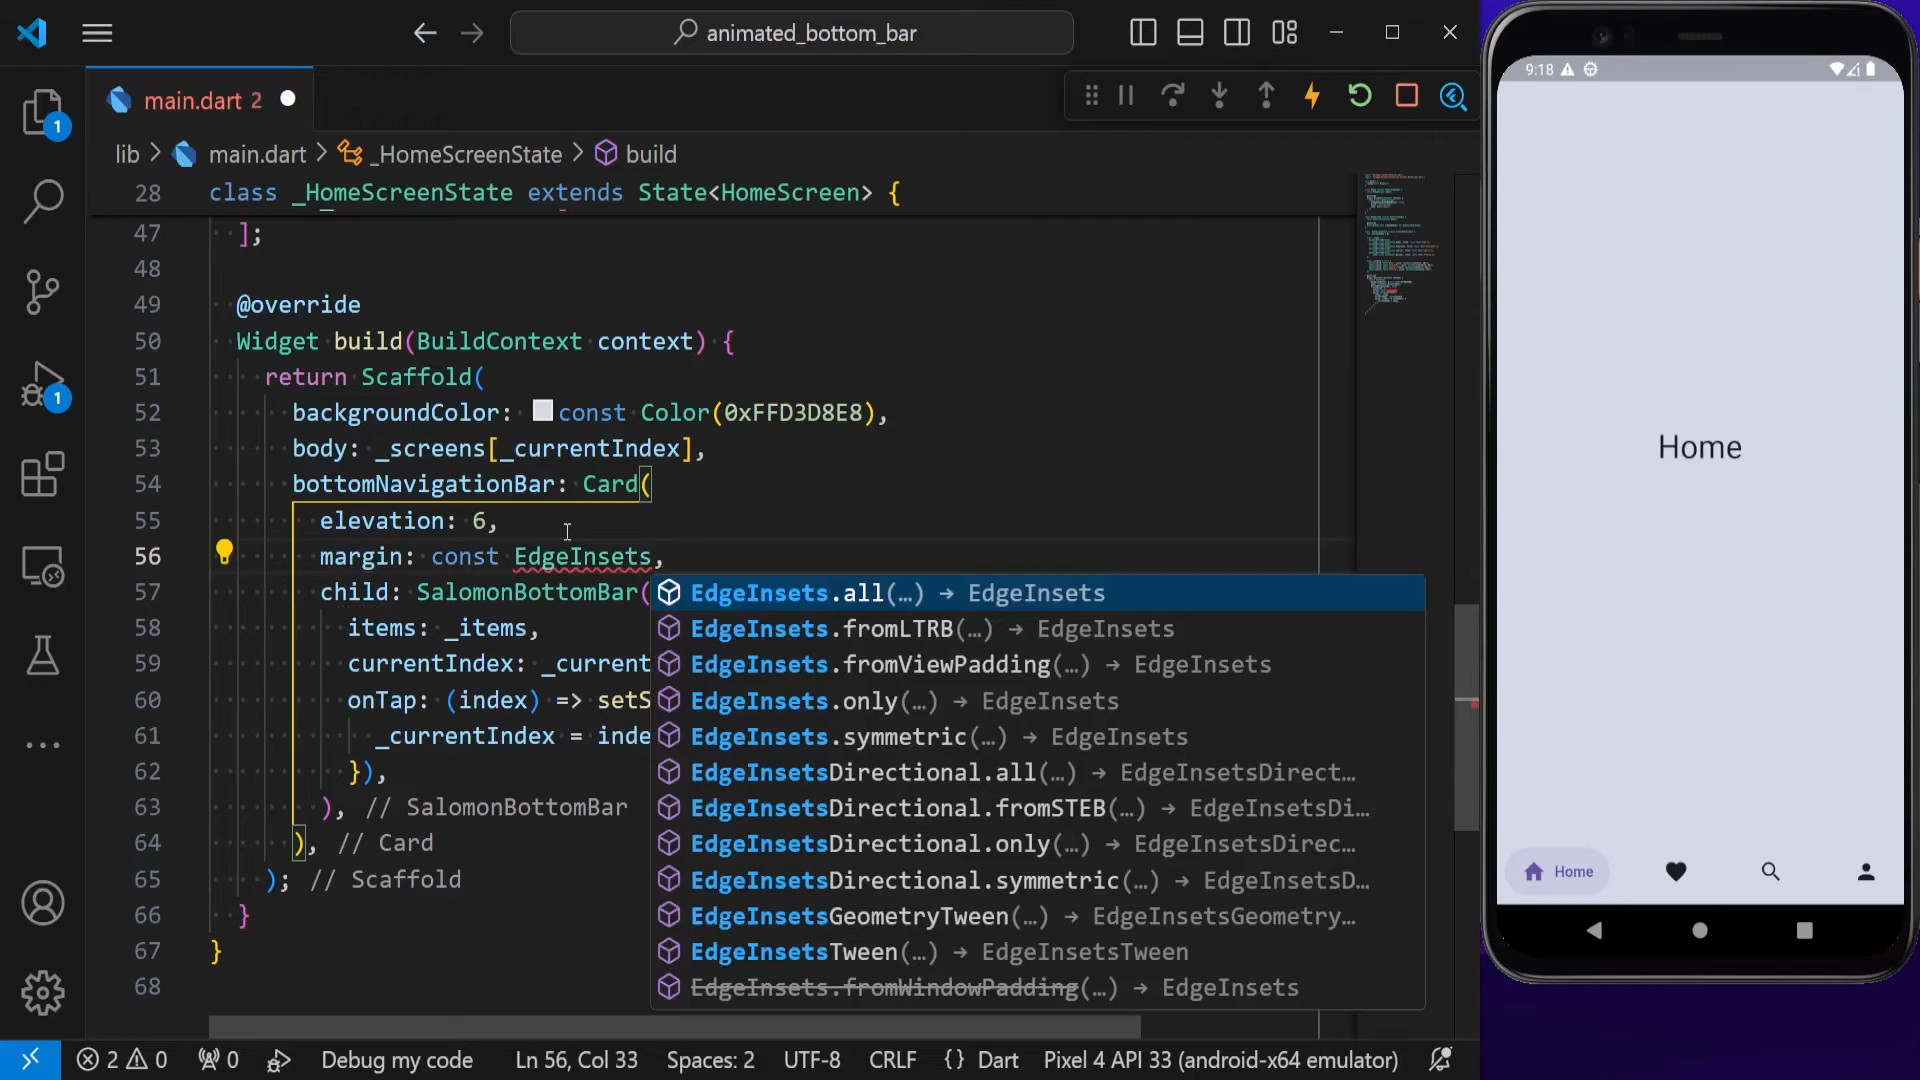 animated_bottom_bar
main.dart 2
lib > main.dart > _HomeScreenState > build
28 class _HomeScreenState extends State<HomeScreen> {
47 ];
48
49 @override
50 Widget build(BuildContext context) {
51 return Scaffold(
52 backgroundColor: const Color(0xFFD3D8E8),
53 body: _screens[_currentIndex],
54 bottomNavigationBar: Card(
55 elevation: 6,
56 margin: const EdgeInsets,
57 child: SalomonBottomBar(
58 items: _items,
59 currentIndex: _current
60 onTap: (index) => setS
61 _currentIndex = inde
62 }),
63 ), // SalomonBottomBar
64 ), // Card
65 ); // Scaffold
66 }
67 }
68
EdgeInsets.all(…) → EdgeInsets
EdgeInsets.fromLTRB(…) → EdgeInsets
EdgeInsets.fromViewPadding(…) → EdgeInsets
EdgeInsets.only(…) → EdgeInsets
EdgeInsets.symmetric(…) → EdgeInsets
EdgeInsetsDirectional.all(…) → EdgeInsetsDirect…
EdgeInsetsDirectional.fromSTEB(…) → EdgeInsetsDi…
EdgeInsetsDirectional.only(…) → EdgeInsetsDirec…
EdgeInsetsDirectional.symmetric(…) → EdgeInsetsD…
EdgeInsetsGeometryTween(…) → EdgeInsetsGeometry…
EdgeInsetsTween(…) → EdgeInsetsTween
EdgeInsets.fromWindowPadding(…) → EdgeInsets
1
1
2 0 0 Debug my code Ln 56, Col 33 Spaces: 2 UTF-8 CRLF {} Dart Pixel 4 API 33 (android-x64 emulator)
9:18
Home
Home